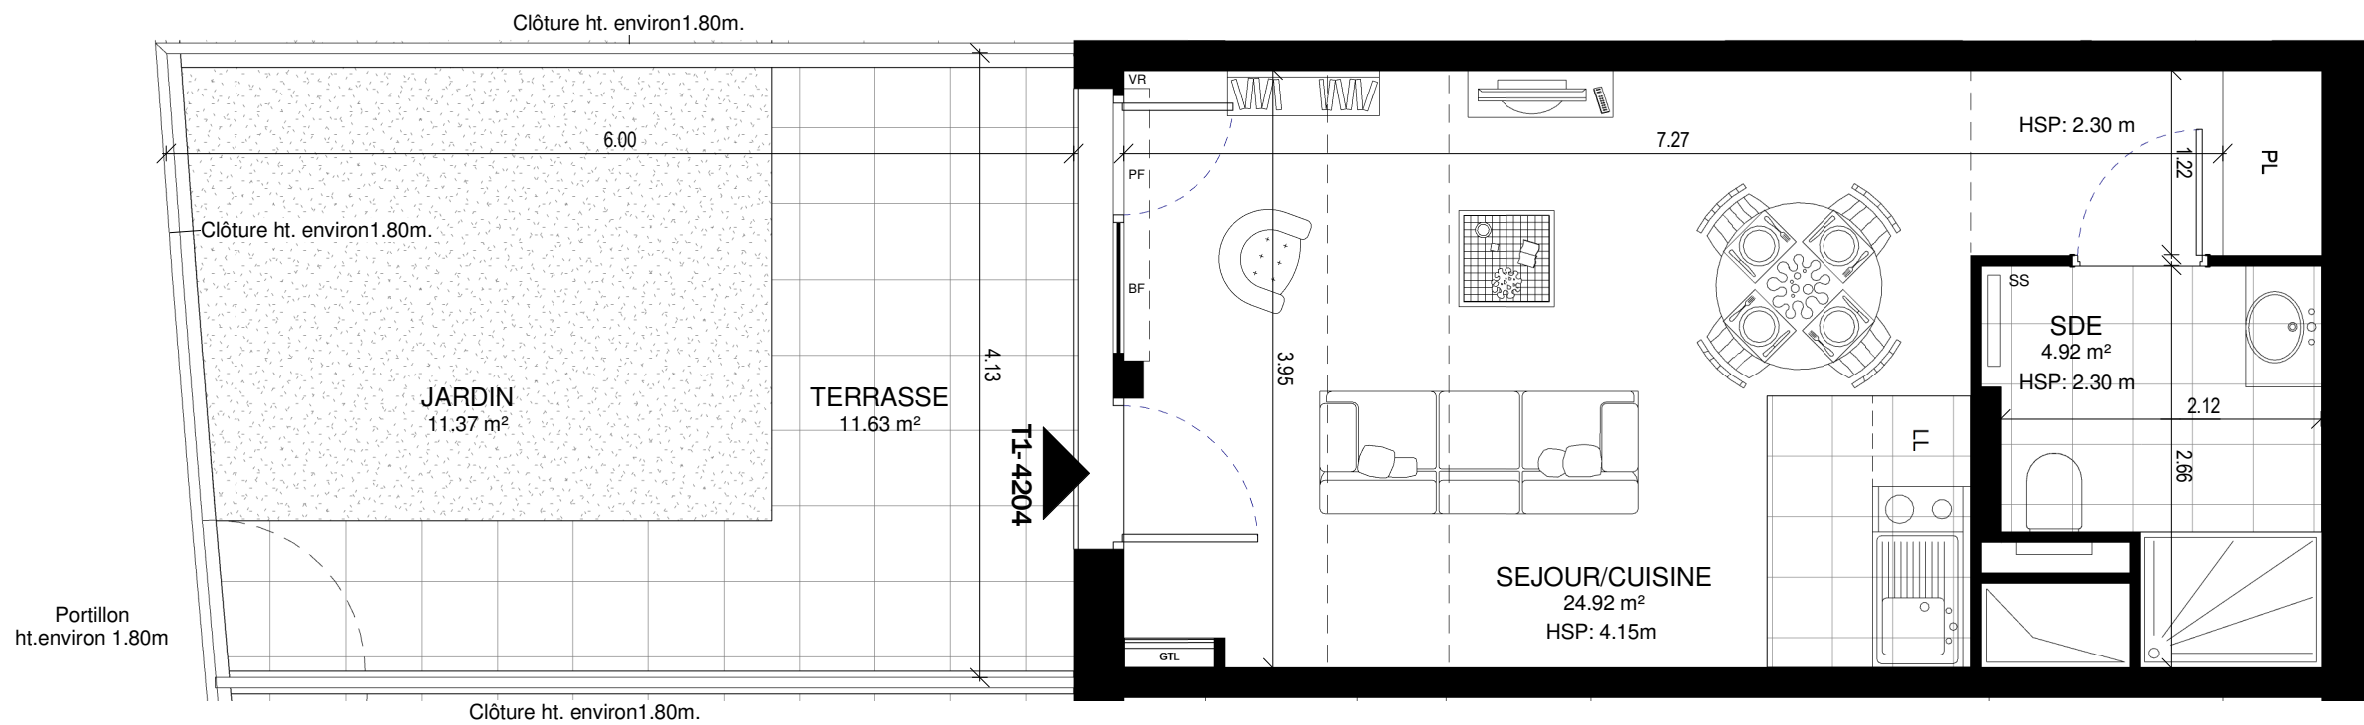 Clôture ht. environ1.80m.
6.00
Clôture ht. environ1.80m.
JARDIN
11.37 m²
TERRASSE
11.63 m²
4.13
T1-4204
Portillon
ht.environ 1.80m
Clôture ht. environ1.80m.
VR
PF
BF
3.95
7.27
HSP: 2.30 m
1.22
PL
SS
SDE
4.92 m²
HSP: 2.30 m
2.12
2.66
LL
SEJOUR/CUISINE
24.92 m²
HSP: 4.15m
GTL